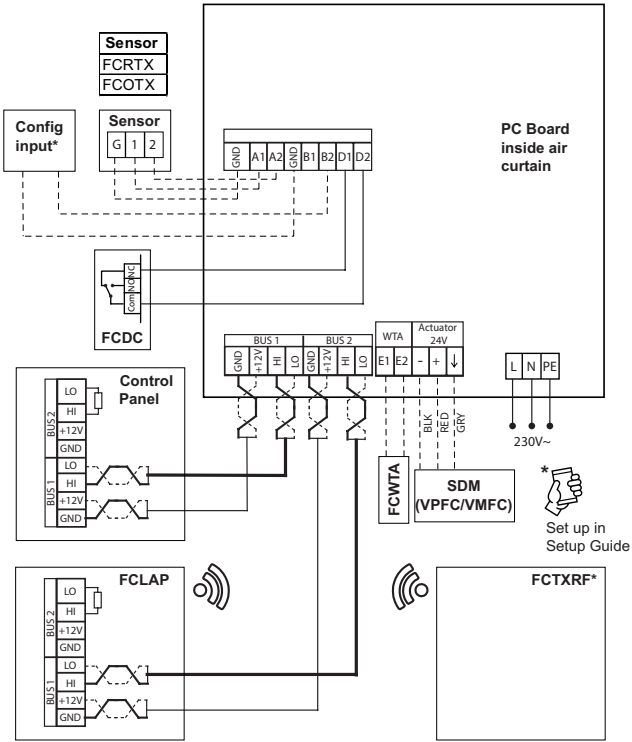 Sensor
FCRTX
FCOTX
Config
input*
Sensor
G 1 2
PC Board
inside air
curtain
GND A1 A2 GND B1 B2 D1 D2
Com NO NC
FCDC
BUS 1 BUS 2
GND +12V HI LO GND +12V HI LO
WTA
E1 E2
Actuator
24V
- + ↓
L N PE
BLK RED GRY
230V~
FCWTA
SDM
(VPFC/VMFC)
*
Set up in
Setup Guide
Control
Panel
BUS 2
LO
HI
+12V
GND
BUS 1
LO
HI
+12V
GND
FCLAP
BUS 2
LO
HI
+12V
GND
BUS 1
LO
HI
+12V
GND
FCTXRF*